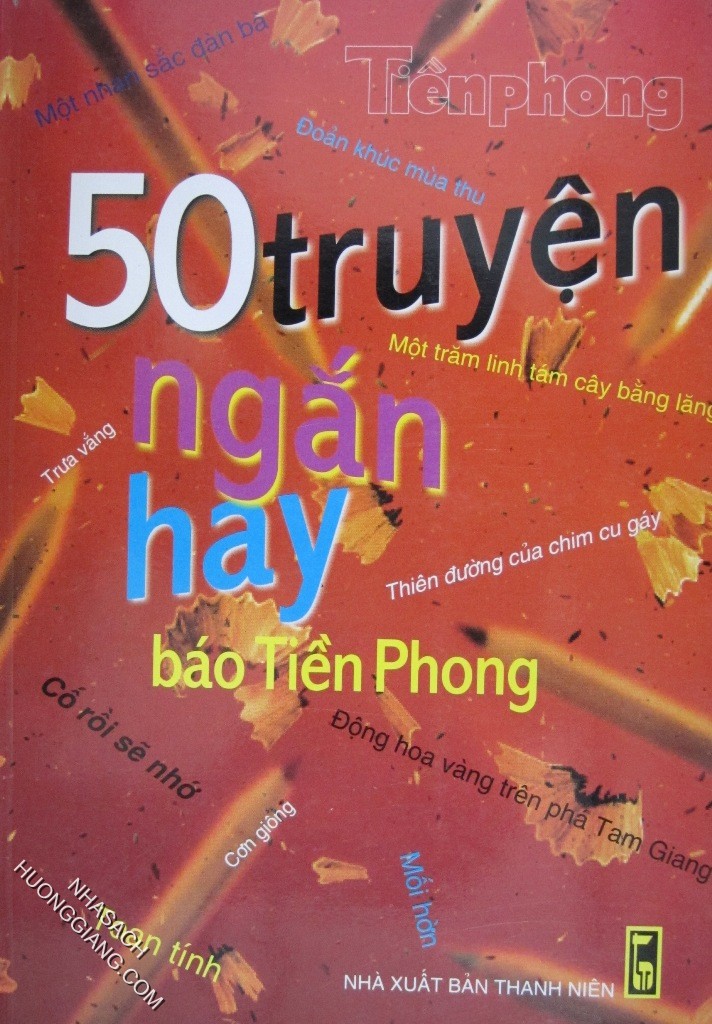 Một nhan sắc đàn bà
Tiềnphong
Đoản khúc mùa thu
50 truyện
Một trăm linh tám cây bằng lăng
ngắn
Trưa vắng
hay
Thiên đường của chim cu gáy
báo Tiền Phong
Cố rồi sẽ nhớ
Động hoa vàng trên phá Tam Giang
Cơn giông
Mối hờn
NHASACH
HUONGGIANG.COM
tính
NHÀ XUẤT BẢN THANH NIÊN